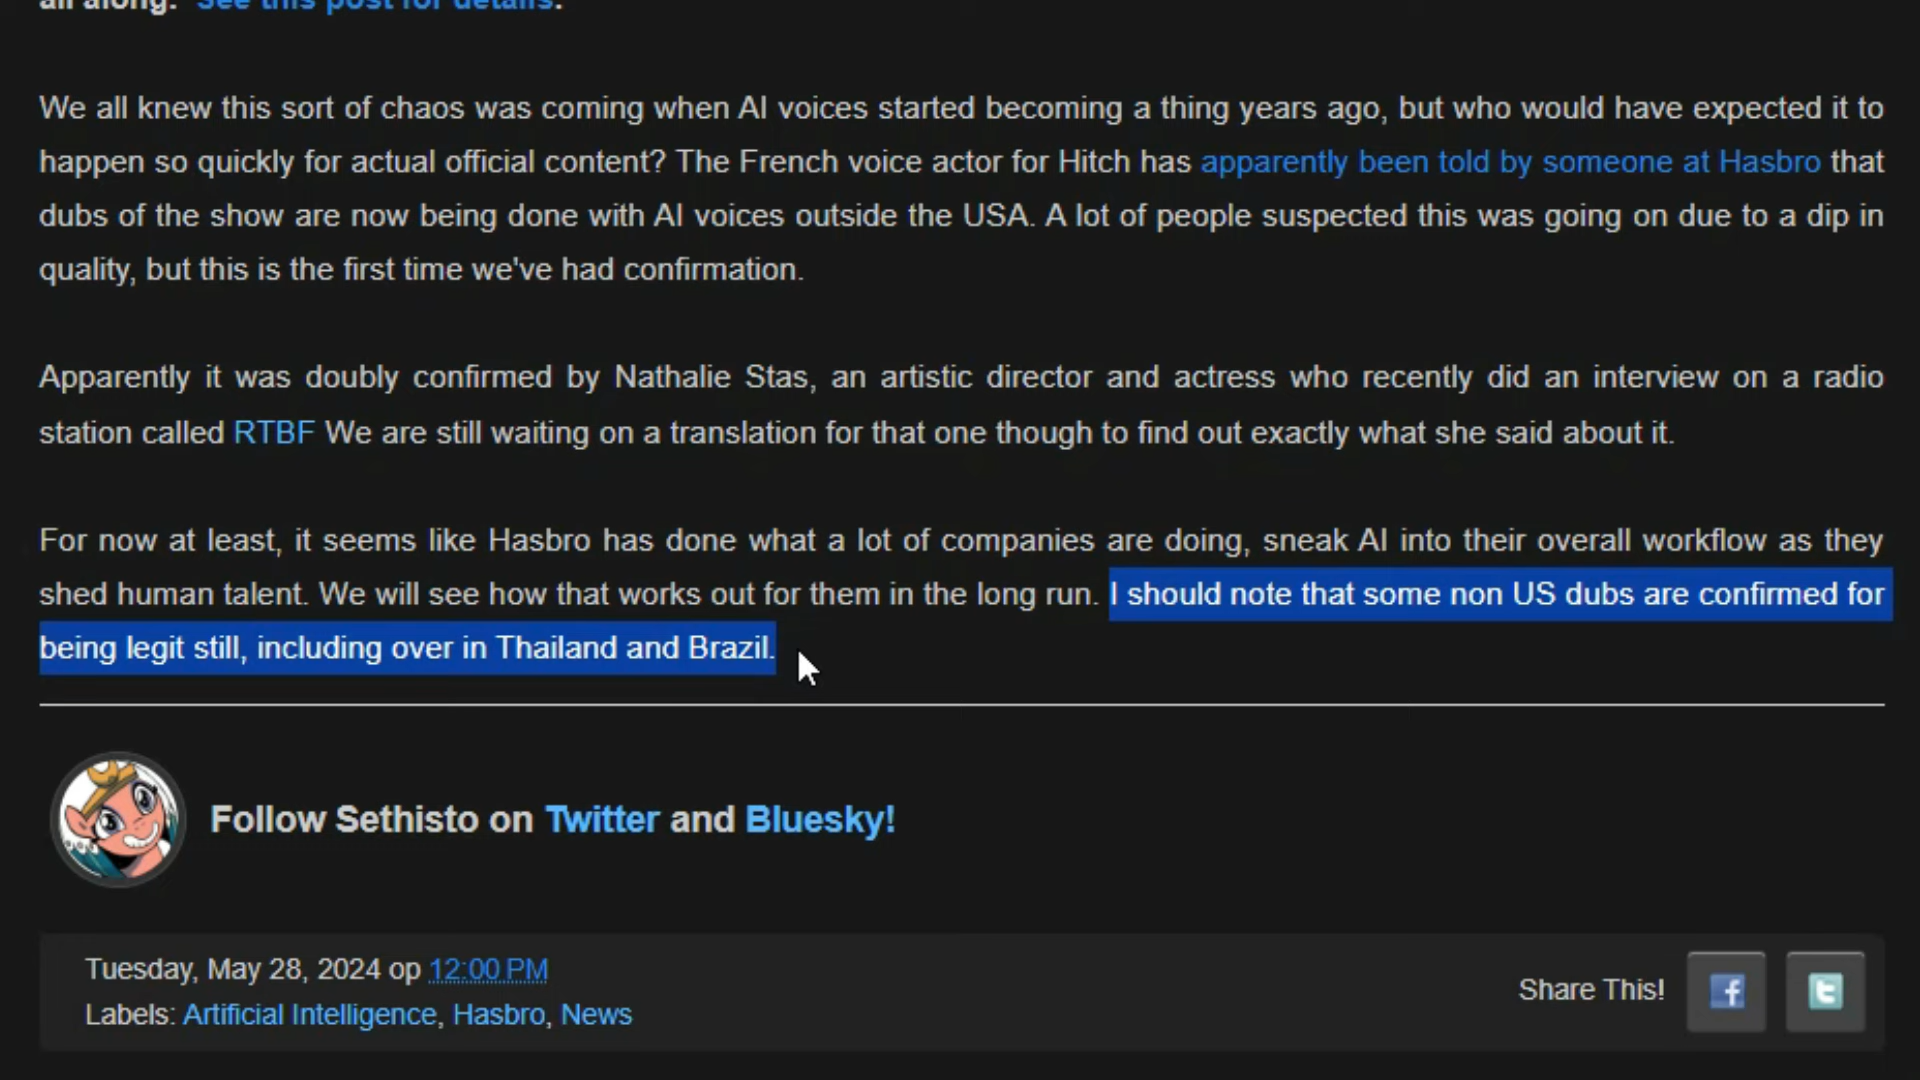 all along. See this post for details.
We all knew this sort of chaos was coming when AI voices started becoming a thing years ago, but who would have expected it to
happen so quickly for actual official content? The French voice actor for Hitch has apparently been told by someone at Hasbro that
dubs of the show are now being done with AI voices outside the USA. A lot of people suspected this was going on due to a dip in
quality, but this is the first time we've had confirmation.
Apparently it was doubly confirmed by Nathalie Stas, an artistic director and actress who recently did an interview on a radio
station called RTBF We are still waiting on a translation for that one though to find out exactly what she said about it.
For now at least, it seems like Hasbro has done what a lot of companies are doing, sneak AI into their overall workflow as they
shed human talent. We will see how that works out for them in the long run. I should note that some non US dubs are confirmed for
being legit still, including over in Thailand and Brazil.
Follow Sethisto on Twitter and Bluesky!
Tuesday, May 28, 2024 op 12:00 PM
Labels: Artificial Intelligence, Hasbro, News
Share This!